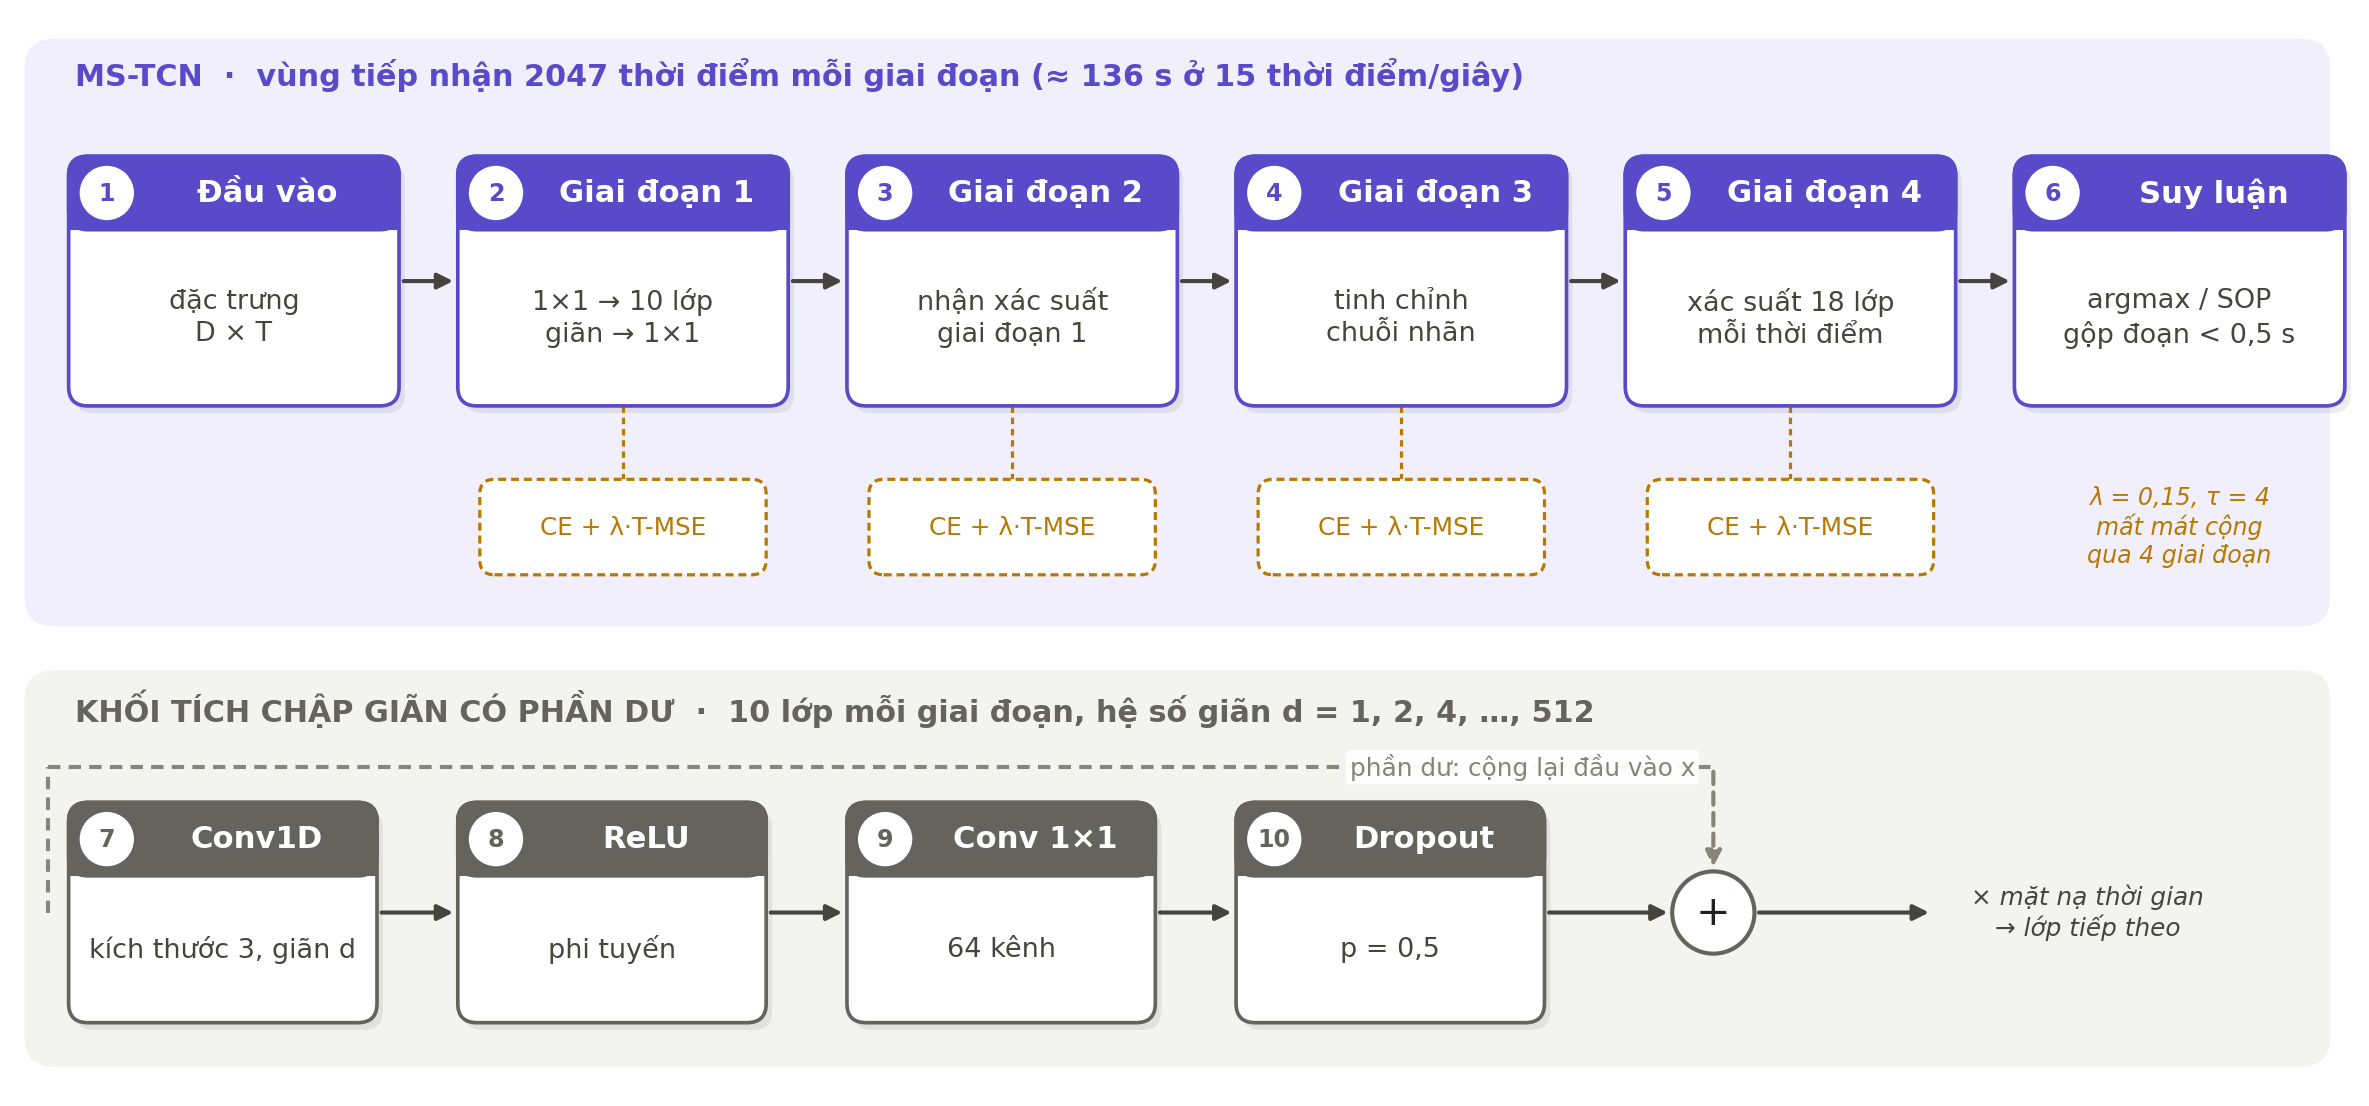 MS-TCN · vùng tiếp nhận 2047 thời điểm mỗi giai đoạn (≈ 136 s ở 15 thời điểm/giây)
1 Đầu vào
đặc trưng
D × T
2 Giai đoạn 1
1×1 → 10 lớp
giãn → 1×1
3 Giai đoạn 2
nhận xác suất
giai đoạn 1
4 Giai đoạn 3
tinh chỉnh
chuỗi nhãn
5 Giai đoạn 4
xác suất 18 lớp
mỗi thời điểm
6 Suy luận
argmax / SOP
gộp đoạn < 0,5 s
CE + λ·T-MSE
CE + λ·T-MSE
CE + λ·T-MSE
CE + λ·T-MSE
λ = 0,15, τ = 4
mất mát cộng
qua 4 giai đoạn
KHỐI TÍCH CHẬP GIÃN CÓ PHẦN DƯ · 10 lớp mỗi giai đoạn, hệ số giãn d = 1, 2, 4, …, 512
phần dư: cộng lại đầu vào x
7 Conv1D
kích thước 3, giãn d
8 ReLU
phi tuyến
9 Conv 1×1
64 kênh
10 Dropout
p = 0,5
+
× mặt nạ thời gian
→ lớp tiếp theo